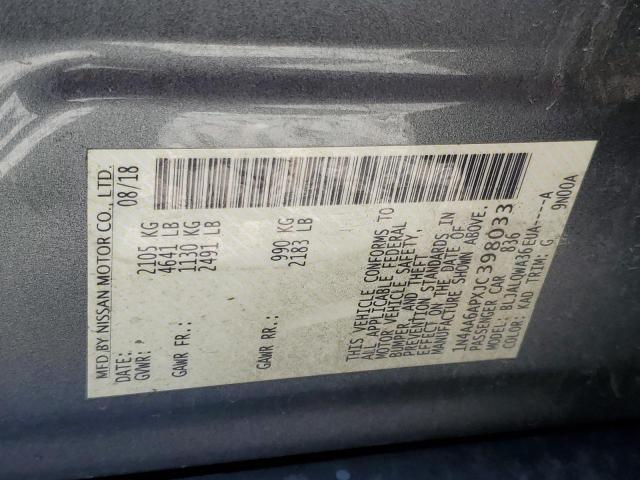 MFD BY NISSAN MOTOR CO., LTD.
DATE: 08/18
GVWR: 2105 KG
4641 LB
GAWR FR: 1130 KG
2491 LB
GAWR RR: 990 KG
2183 LB
THIS VEHICLE CONFORMS TO
ALL APPLICABLE FEDERAL
MOTOR VEHICLE SAFETY,
BUMPER, AND THEFT
PREVENTION STANDARDS IN
EFFECT ON THE DATE OF
MANUFACTURE SHOWN ABOVE.
1N4AA6APXJC398033
PASSENGER CAR B36
MODEL: BLJALQWA36EUA----A
COLOR: KAD TRIM: G 9N00A